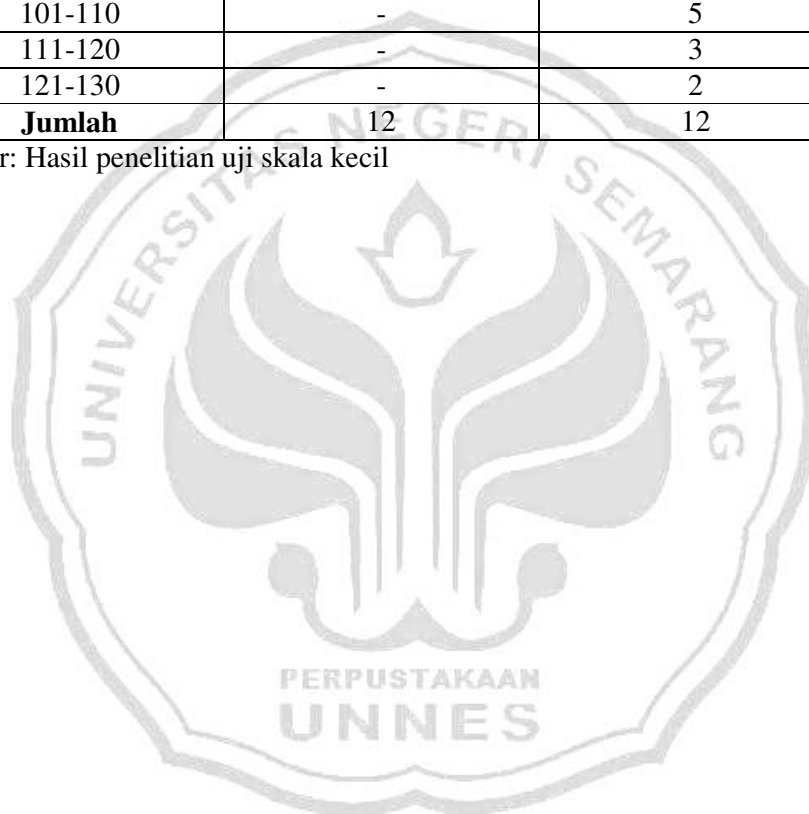 101-110 - 5
111-120 - 3
121-130 - 2
Jumlah 12 12
r: Hasil penelitian uji skala kecil
UNIVERSITAS NEGERI SEMARANG
PERPUSTAKAAN
UNNES